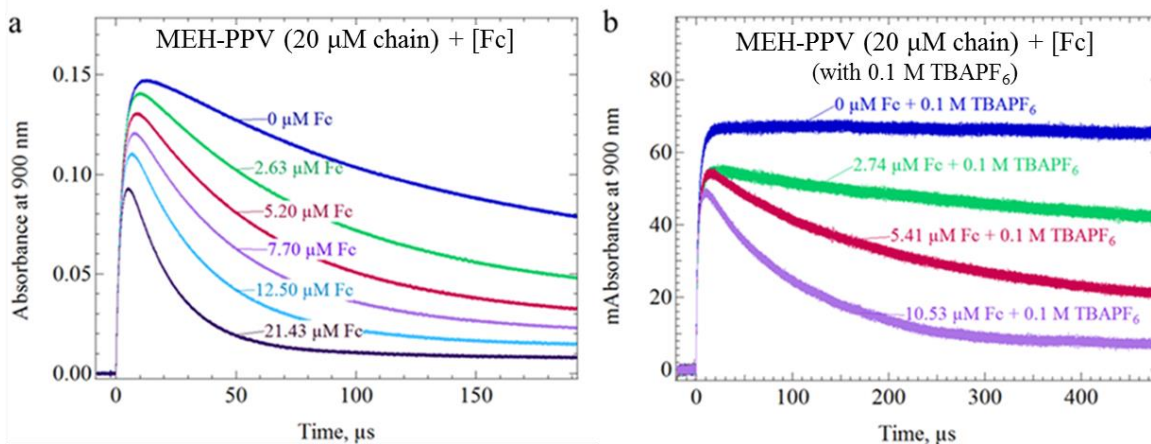 a
MEH-PPV (20 μM chain) + [Fc]
0.15
0.10
0.05
0.00
Absorbance at 900 nm
0 μM Fc
2.63 μM Fc
5.20 μM Fc
7.70 μM Fc
12.50 μM Fc
21.43 μM Fc
0 50 100 150
Time, μs
b
MEH-PPV (20 μM chain) + [Fc]
(with 0.1 M TBAPF₆)
80
60
40
20
0
mAbsorbance at 900 nm
0 μM Fc + 0.1 M TBAPF₆
2.74 μM Fc + 0.1 M TBAPF₆
5.41 μM Fc + 0.1 M TBAPF₆
10.53 μM Fc + 0.1 M TBAPF₆
0 100 200 300 400
Time, μs